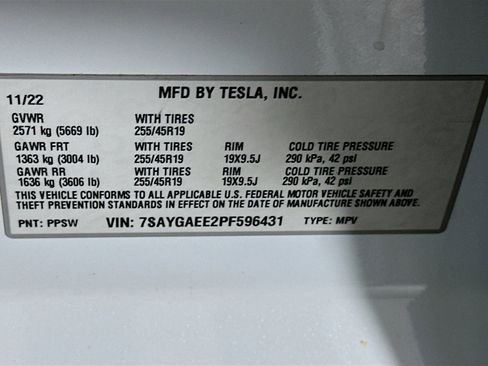 MFD BY TESLA, INC.
11/22
GVWR WITH TIRES
2571 kg (5669 lb) 255/45R19
GAWR FRT WITH TIRES RIM COLD TIRE PRESSURE
1363 kg (3004 lb) 255/45R19 19X9.5J 290 kPa, 42 psi
GAWR RR WITH TIRES RIM COLD TIRE PRESSURE
1636 kg (3606 lb) 255/45R19 19X9.5J 290 kPa, 42 psi
THIS VEHICLE CONFORMS TO ALL APPLICABLE U.S. FEDERAL MOTOR VEHICLE SAFETY AND
THEFT PREVENTION STANDARDS IN EFFECT ON THE DATE OF MANUFACTURE SHOWN ABOVE.
PNT: PPSW VIN: 7SAYGAEE2PF596431 TYPE: MPV